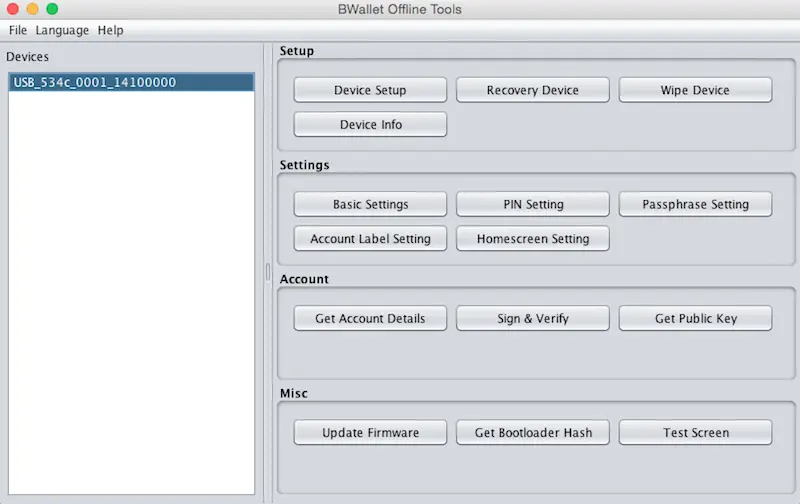 BWallet Offline Tools
File Language Help
Devices
USB_534c_0001_14100000
Setup
Device Setup Recovery Device Wipe Device
Device Info
Settings
Basic Settings PIN Setting Passphrase Setting
Account Label Setting Homescreen Setting
Account
Get Account Details Sign & Verify Get Public Key
Misc
Update Firmware Get Bootloader Hash Test Screen